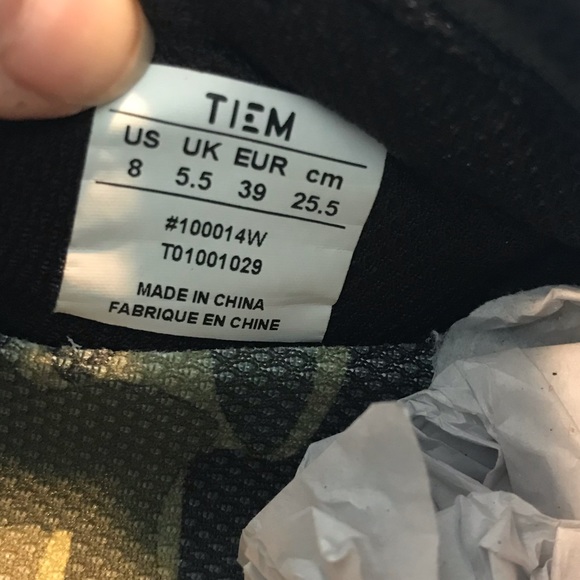 TIEM
US UK EUR cm
8 5.5 39 25.5
#100014W
T01001029
MADE IN CHINA
FABRIQUE EN CHINE